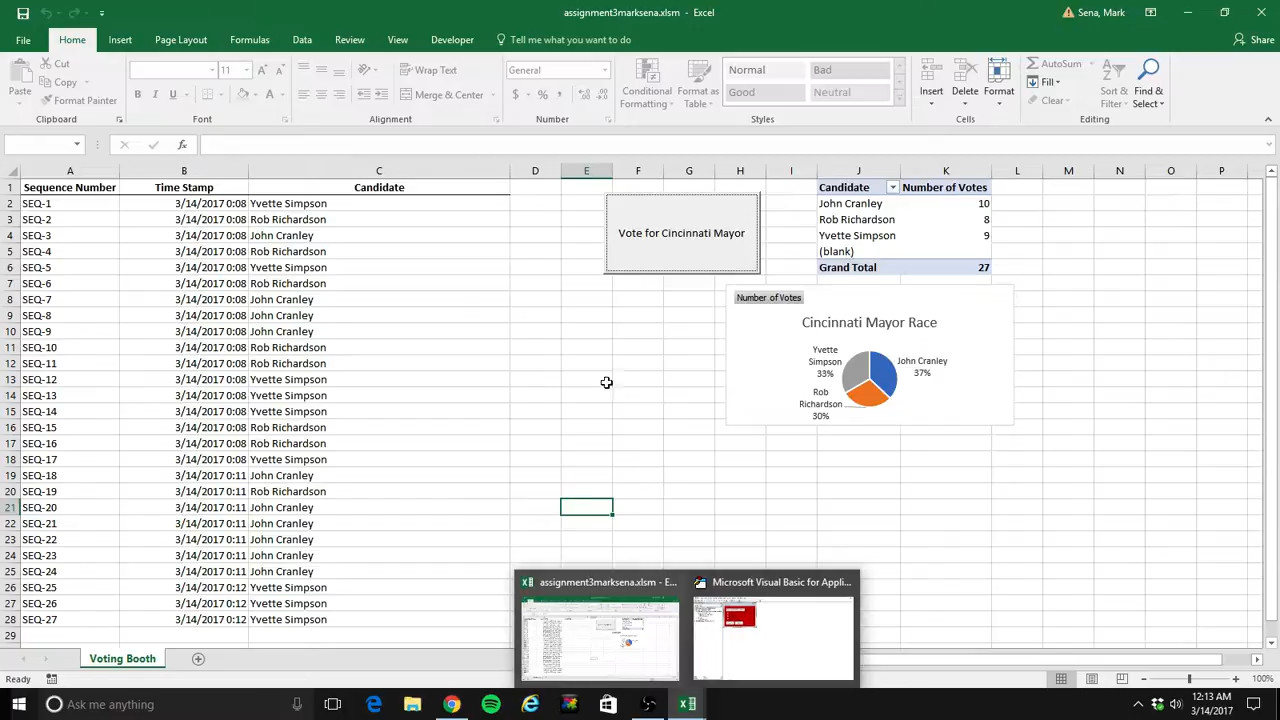 assignment3marksena.xlsm - Excel
Sena, Mark
File Home Insert Page Layout Formulas Data Review View Developer Tell me what you want to do Share
Paste Cut Copy Format Painter
Clipboard
11 A A B I U A
Font
Wrap Text Merge & Center
Alignment
General $ % ,
Number
Conditional Formatting Format as Table Normal Bad Good Neutral
Styles
Insert Delete Format
Cells
AutoSum Fill Clear Sort & Filter Find & Select
Editing
fx
A B C D E F G H I J K L M N O P
1 Sequence Number Time Stamp Candidate Candidate Number of Votes
2 SEQ-1 3/14/2017 0:08 Yvette Simpson John Cranley 10
3 SEQ-2 3/14/2017 0:08 Rob Richardson Rob Richardson 8
4 SEQ-3 3/14/2017 0:08 John Cranley Vote for Cincinnati Mayor Yvette Simpson 9
5 SEQ-4 3/14/2017 0:08 Rob Richardson (blank)
6 SEQ-5 3/14/2017 0:08 Yvette Simpson Grand Total 27
7 SEQ-6 3/14/2017 0:08 Rob Richardson
8 SEQ-7 3/14/2017 0:08 John Cranley
9 SEQ-8 3/14/2017 0:08 John Cranley
10 SEQ-9 3/14/2017 0:08 John Cranley
11 SEQ-10 3/14/2017 0:08 Rob Richardson
12 SEQ-11 3/14/2017 0:08 Rob Richardson
13 SEQ-12 3/14/2017 0:08 Yvette Simpson
14 SEQ-13 3/14/2017 0:08 Yvette Simpson
15 SEQ-14 3/14/2017 0:08 Yvette Simpson
16 SEQ-15 3/14/2017 0:08 Rob Richardson
17 SEQ-16 3/14/2017 0:08 Rob Richardson
18 SEQ-17 3/14/2017 0:08 Yvette Simpson
19 SEQ-18 3/14/2017 0:11 John Cranley
20 SEQ-19 3/14/2017 0:11 Rob Richardson
21 SEQ-20 3/14/2017 0:11 John Cranley
22 SEQ-21 3/14/2017 0:11 John Cranley
23 SEQ-22 3/14/2017 0:11 John Cranley
24 SEQ-23 3/14/2017 0:11 John Cranley
25 SEQ-24 3/14/2017 0:11 John Cranley
26 SEQ-25 3/14/2017 0:12 Yvette Simpson
27 SEQ-26 3/14/2017 0:12 Yvette Simpson
28 SEQ-27 3/14/2017 0:12 Yvette Simpson
29
Number of Votes
Cincinnati Mayor Race
Yvette Simpson 33%
John Cranley 37%
Rob Richardson 30%
assignment3marksena.xlsm - E...
Microsoft Visual Basic for Appli...
Voting Booth
Ready
100%
Ask me anything
12:13 AM
3/14/2017